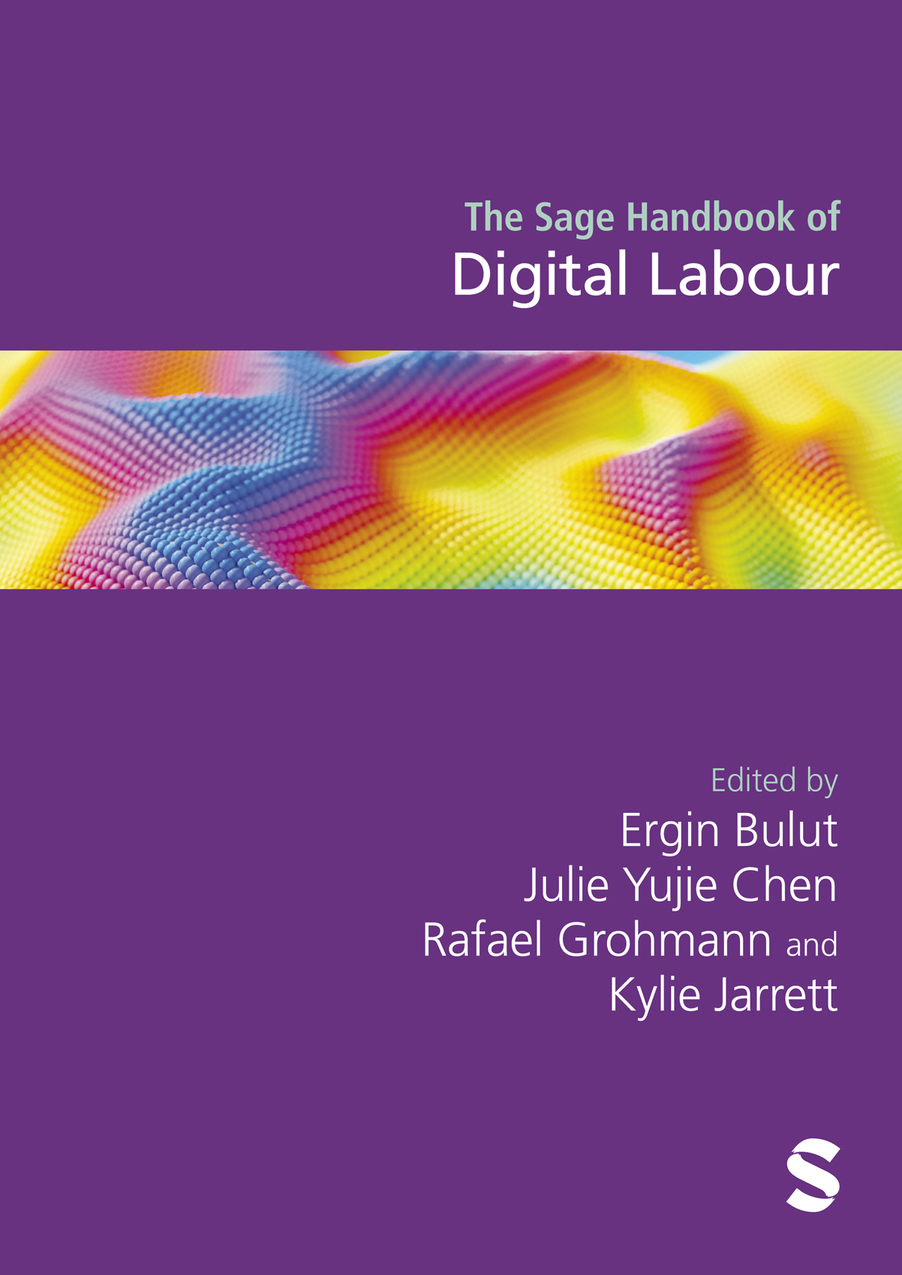 The Sage Handbook of
Digital Labour
Edited by
Ergin Bulut
Julie Yujie Chen
Rafael Grohmann and
Kylie Jarrett
S